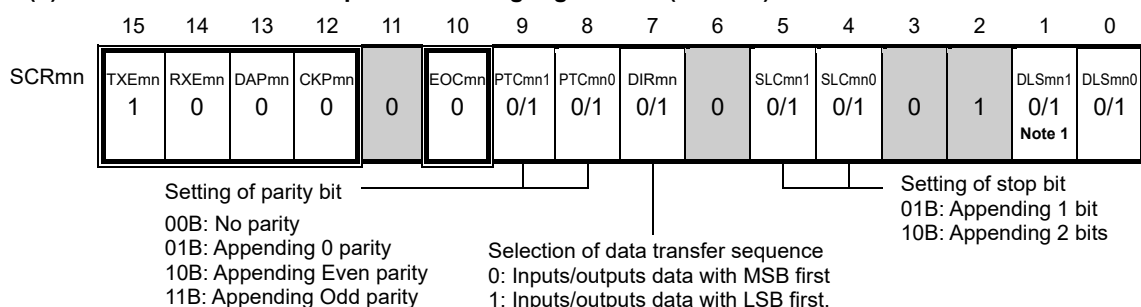 15 14 13 12 11 10 9 8 7 6 5 4 3 2 1 0
SCRmn
TXEmn RXEmn DAPmn CKPmn EOCmn PTCmn1 PTCmn0 DIRmn SLCmn1 SLCmn0 DLSmn1 DLSmn0
1 0 0 0 0 0 0/1 0/1 0/1 0 0/1 0/1 0 1 0/1 0/1
Note 1
Setting of parity bit
00B: No parity
01B: Appending 0 parity
10B: Appending Even parity
11B: Appending Odd parity
Selection of data transfer sequence
0: Inputs/outputs data with MSB first
1: Inputs/outputs data with LSB first.
Setting of stop bit
01B: Appending 1 bit
10B: Appending 2 bits